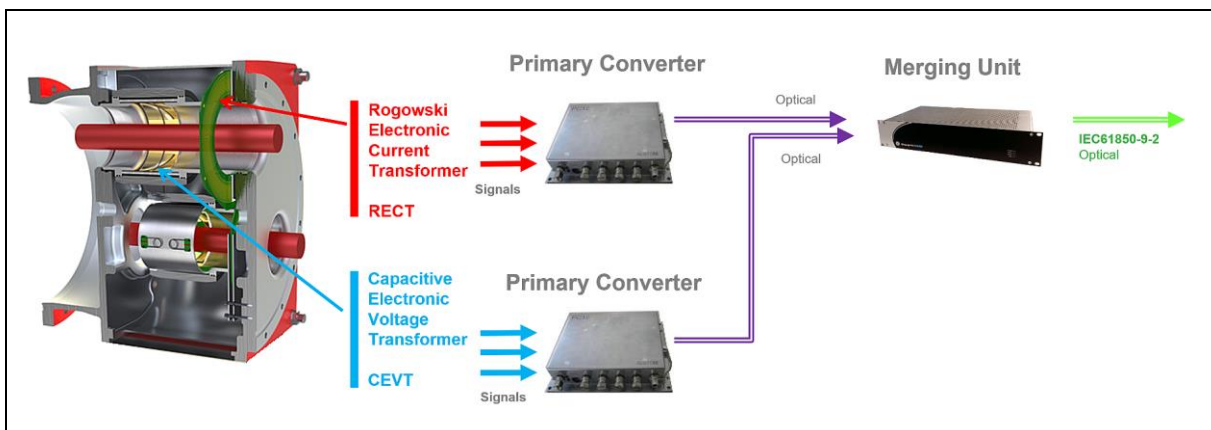 Primary Converter
Merging Unit
Rogowski
Electronic
Current
Transformer
RECT
Signals
Optical
Optical
IEC61850-9-2
Optical
Primary Converter
Capacitive
Electronic
Voltage
Transformer
CEVT
Signals